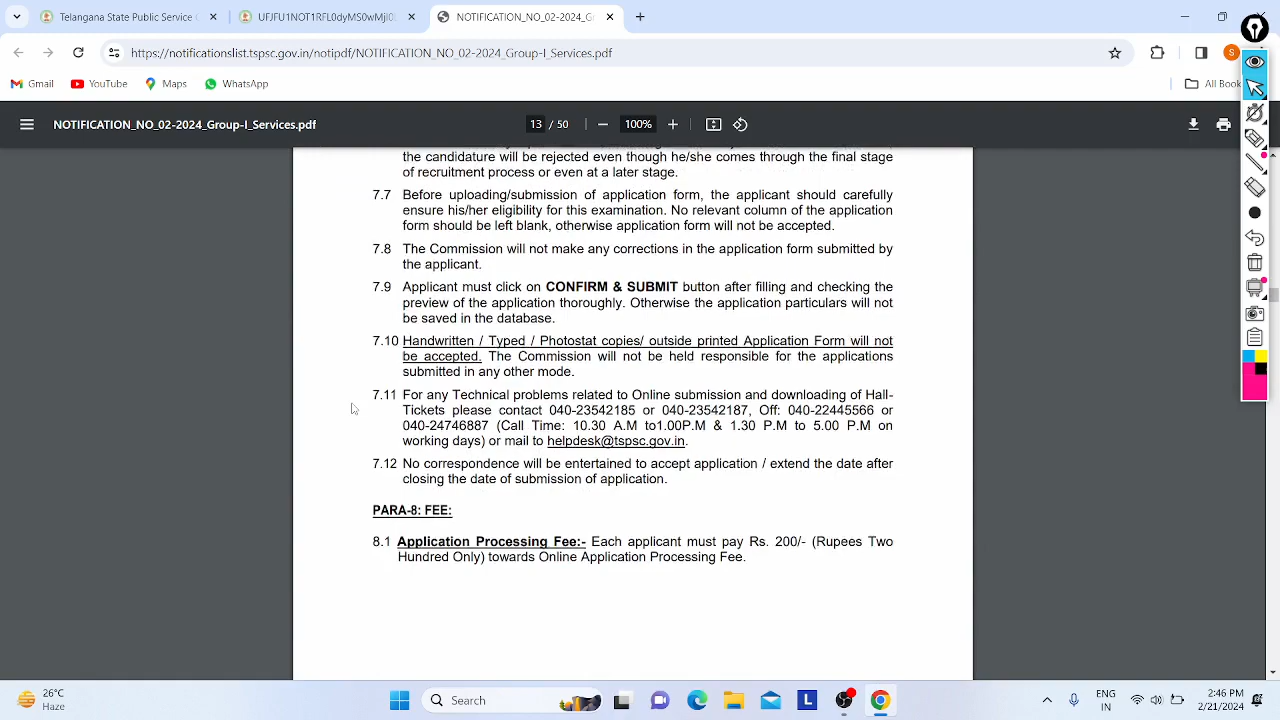 Telangana State Public Service
UFJFU1NOT1RFL0dyMS0wMjI0
NOTIFICATION_NO_02-2024_G
https://notificationslist.tspsc.gov.in/notipdf/NOTIFICATION_NO_02-2024_Group-I_Services.pdf
S
Gmail
YouTube
Maps
WhatsApp
All Book
NOTIFICATION_NO_02-2024_Group-I_Services.pdf
13 / 50
100%
the candidature will be rejected even though he/she comes through the final stage
of recruitment process or even at a later stage.
7.7 Before uploading/submission of application form, the applicant should carefully
ensure his/her eligibility for this examination. No relevant column of the application
form should be left blank, otherwise application form will not be accepted.
7.8 The Commission will not make any corrections in the application form submitted by
the applicant.
7.9 Applicant must click on CONFIRM & SUBMIT button after filling and checking the
preview of the application thoroughly. Otherwise the application particulars will not
be saved in the database.
7.10 Handwritten / Typed / Photostat copies/ outside printed Application Form will not
be accepted. The Commission will not be held responsible for the applications
submitted in any other mode.
7.11 For any Technical problems related to Online submission and downloading of Hall-
Tickets please contact 040-23542185 or 040-23542187, Off: 040-22445566 or
040-24746887 (Call Time: 10.30 A.M to1.00P.M & 1.30 P.M to 5.00 P.M on
working days) or mail to helpdesk@tspsc.gov.in.
7.12 No correspondence will be entertained to accept application / extend the date after
closing the date of submission of application.
PARA-8: FEE:
8.1 Application Processing Fee:- Each applicant must pay Rs. 200/- (Rupees Two
Hundred Only) towards Online Application Processing Fee.
26°C
Haze
Search
L
ENG
IN
2:46 PM
2/21/2024